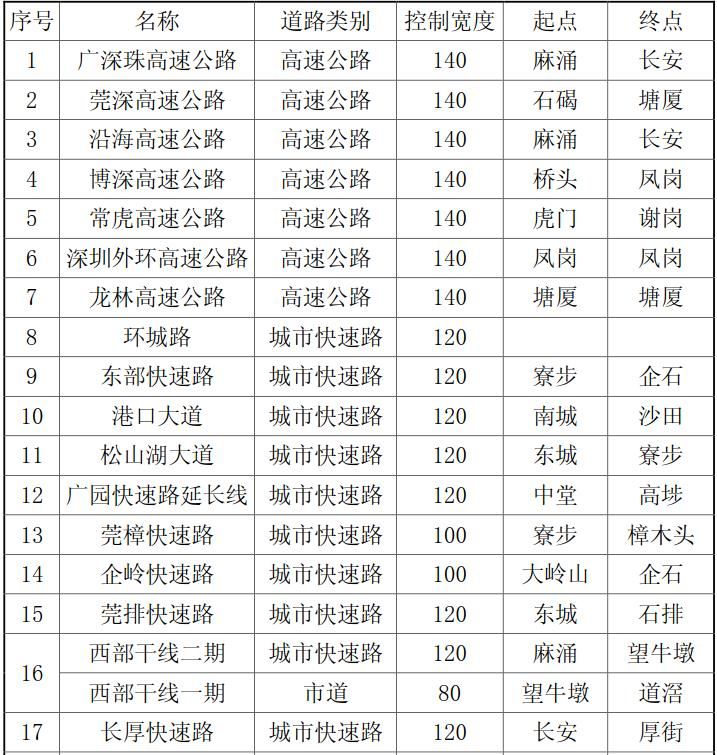 序号 名称 道路类别 控制宽度 起点 终点
1 广深珠高速公路 高速公路 140 麻涌 长安
2 莞深高速公路 高速公路 140 石碣 塘厦
3 沿海高速公路 高速公路 140 麻涌 长安
4 博深高速公路 高速公路 140 桥头 凤岗
5 常虎高速公路 高速公路 140 虎门 谢岗
6 深圳外环高速公路 高速公路 140 凤岗 凤岗
7 龙林高速公路 高速公路 140 塘厦 塘厦
8 环城路 城市快速路 120
9 东部快速路 城市快速路 120 寮步 企石
10 港口大道 城市快速路 120 南城 沙田
11 松山湖大道 城市快速路 120 东城 寮步
12 广园快速路延长线 城市快速路 120 中堂 高埗
13 莞樟快速路 城市快速路 100 寮步 樟木头
14 企岭快速路 城市快速路 100 大岭山 企石
15 莞排快速路 城市快速路 120 东城 石排
16 西部干线二期 城市快速路 120 麻涌 望牛墩
西部干线一期 市道 80 望牛墩 道滘
17 长厚快速路 城市快速路 120 长安 厚街